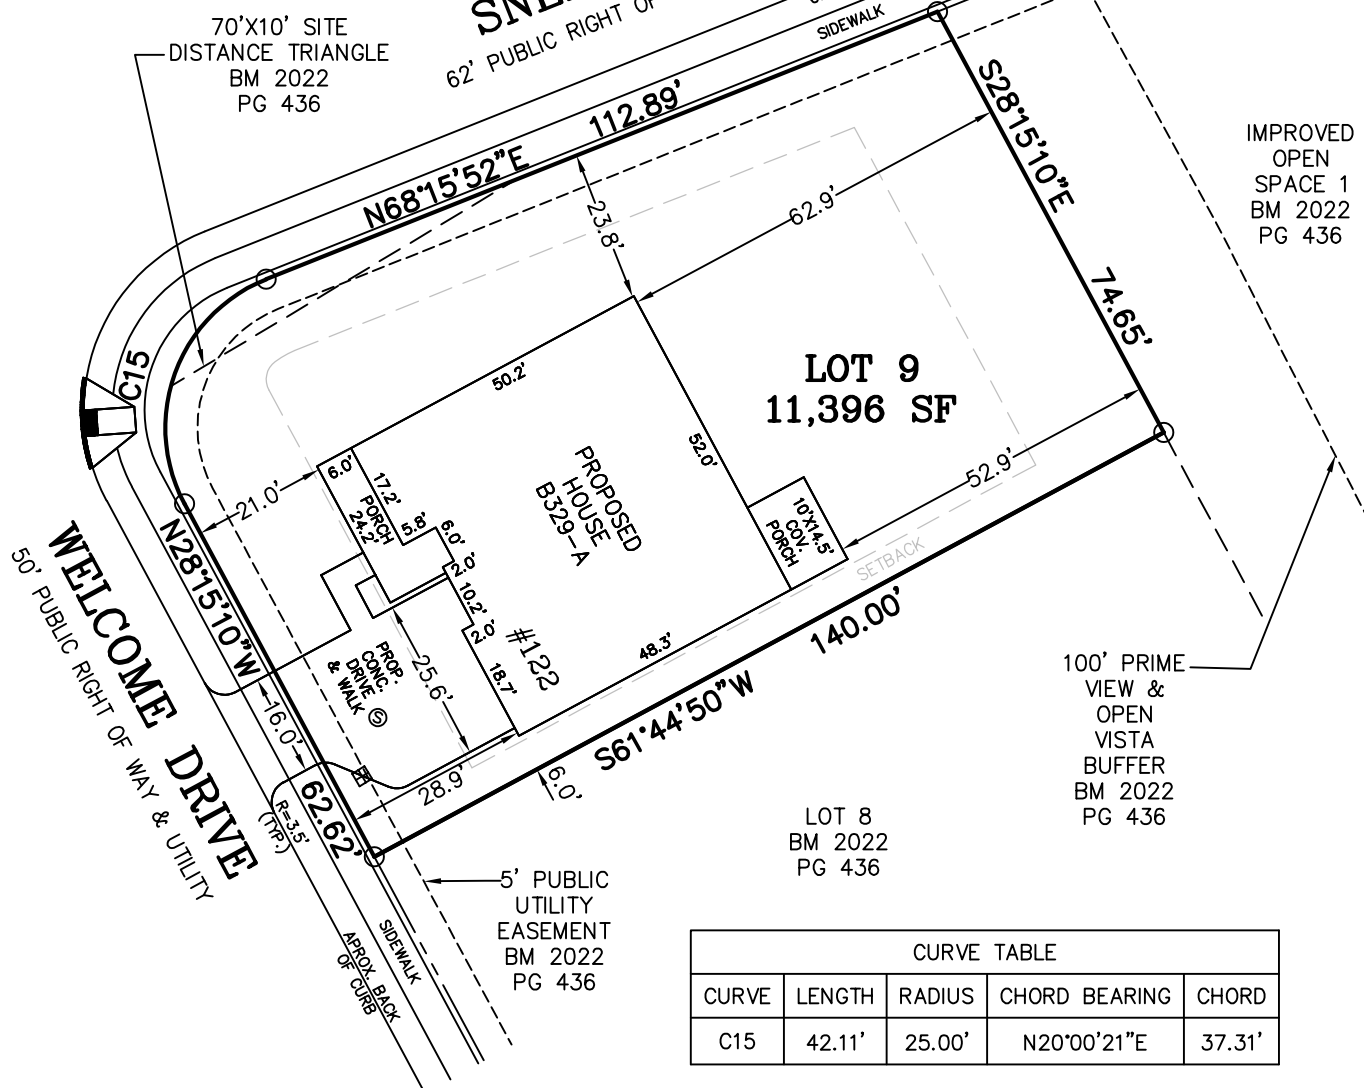 70'X10' SITE
DISTANCE TRIANGLE
BM 2022
PG 436
62' PUBLIC RIGHT OF
SIDEWALK
112.89'
N68°15'52"E
S28°15'10"E
74.65'
IMPROVED
OPEN
SPACE 1
BM 2022
PG 436
23.8'
62.9'
C15
50.2'
LOT 9
11,396 SF
52.0'
52.9'
21.0'
6.0'
17.2'
PORCH
24.2'
5.8'
6.0'
2.0'
10.2'
2.0'
18.7'
PROPOSED
HOUSE
B329-A
10'X14.5'
COV.
PORCH
SETBACK
#122
48.3'
140.00'
S61°44'50"W
N28°15'10"W
WELCOME DRIVE
50' PUBLIC RIGHT OF WAY & UTILITY
PROP.
CONC.
DRIVE
& WALK
S
25.6'
16.0'
28.9'
6.0'
62.62'
R=3.5'
(TYP.)
100' PRIME
VIEW &
OPEN
VISTA
BUFFER
BM 2022
PG 436
LOT 8
BM 2022
PG 436
5' PUBLIC
UTILITY
EASEMENT
BM 2022
PG 436
SIDEWALK
APROX. BACK
OF CURB
CURVE TABLE
CURVE LENGTH RADIUS CHORD BEARING CHORD
C15 42.11' 25.00' N20°00'21"E 37.31'